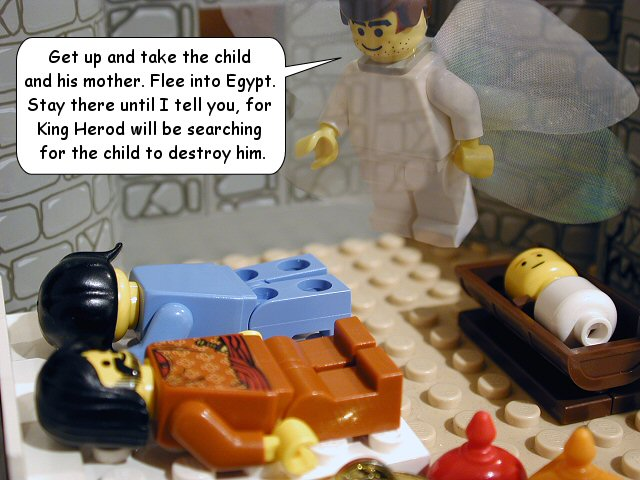 Get up and take the child
and his mother. Flee into Egypt.
Stay there until I tell you, for
King Herod will be searching
for the child to destroy him.